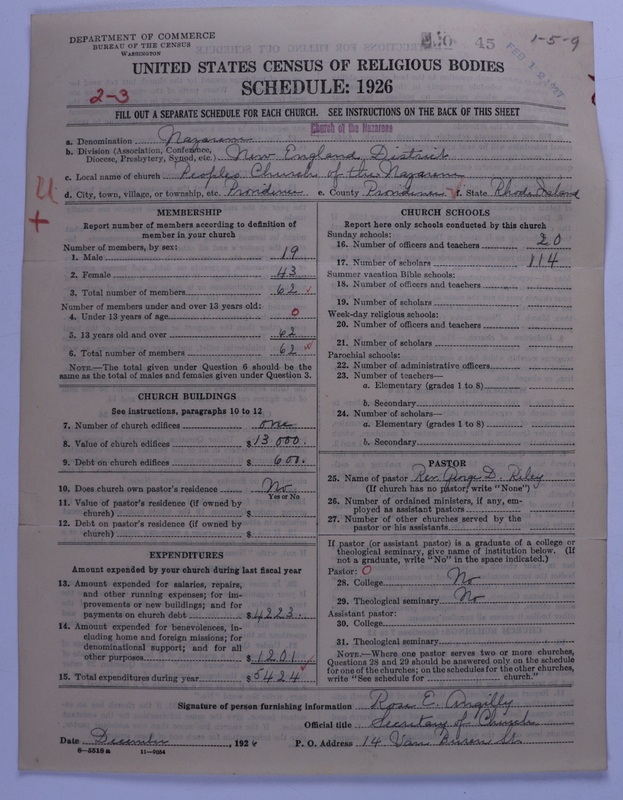 DEPARTMENT OF COMMERCE
BUREAU OF THE CENSUS
WASHINGTON
45
FEB 1 2 1927
1-5-9
UNITED STATES CENSUS OF RELIGIOUS BODIES
SCHEDULE: 1926
2-3
FILL OUT A SEPARATE SCHEDULE FOR EACH CHURCH. SEE INSTRUCTIONS ON THE BACK OF THIS SHEET
Church of the Nazarene
a. Denomination Nazarene
b. Division (Association, Conference, Diocese, Presbytery, Synod, etc.) New England District
c. Local name of church Peoples Church of the Nazarene
d. City, town, village, or township, etc. Providence e. County Providence f. State Rhode Island
MEMBERSHIP
Report number of members according to definition of
member in your church
Number of members, by sex:
1. Male 19
2. Female 43
3. Total number of members 62
Number of members under and over 13 years old:
4. Under 13 years of age 0
5. 13 years old and over 62
6. Total number of members 62
NOTE.—The total given under Question 6 should be the
same as the total of males and females given under Question 3.
CHURCH BUILDINGS
See instructions, paragraphs 10 to 12
7. Number of church edifices one
8. Value of church edifices $ 13 000.
9. Debt on church edifices $ 600.
10. Does church own pastor's residence No
Yes or No
11. Value of pastor's residence (if owned by
church) $
12. Debt on pastor's residence (if owned by
church) $
EXPENDITURES
Amount expended by your church during last fiscal year
13. Amount expended for salaries, repairs,
and other running expenses; for im-
provements or new buildings; and for
payments on church debt $ 4223.
14. Amount expended for benevolences, in-
cluding home and foreign missions; for
denominational support; and for all
other purposes $ 1201
15. Total expenditures during year $ 5424
CHURCH SCHOOLS
Report here only schools conducted by this church
Sunday schools:
16. Number of officers and teachers 20
17. Number of scholars 114
Summer vacation Bible schools:
18. Number of officers and teachers
19. Number of scholars
Week-day religious schools:
20. Number of officers and teachers
21. Number of scholars
Parochial schools:
22. Number of administrative officers
23. Number of teachers—
a. Elementary (grades 1 to 8)
b. Secondary
24. Number of scholars—
a. Elementary (grades 1 to 8)
b. Secondary
PASTOR
25. Name of pastor Rev. George D. Riley
(If church has no pastor, write "None")
26. Number of ordained ministers, if any, em-
ployed as assistant pastors
27. Number of other churches served by the
pastor or his assistants
If pastor (or assistant pastor) is a graduate of a college or
theological seminary, give name of institution below. (If
not a graduate, write "No" in the space indicated.)
Pastor: 0
28. College No
29. Theological seminary No
Assistant pastor:
30. College
31. Theological seminary
NOTE.—Where one pastor serves two or more churches,
Questions 28 and 29 should be answered only on the schedule
for one of the churches; on the schedules for the other churches,
write "See schedule for church."
Signature of person furnishing information Rose E. Angilly
Official title Secretary of Church
Date December, 1926 P. O. Address 14 Van Buren St.
8—5518a 11—9554